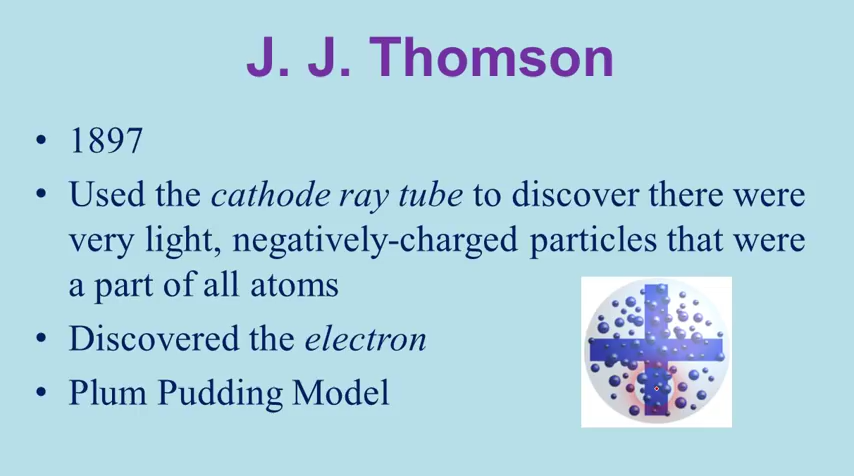 J. J. Thomson
• 1897
• Used the cathode ray tube to discover there were
very light, negatively-charged particles that were
a part of all atoms
• Discovered the electron
• Plum Pudding Model